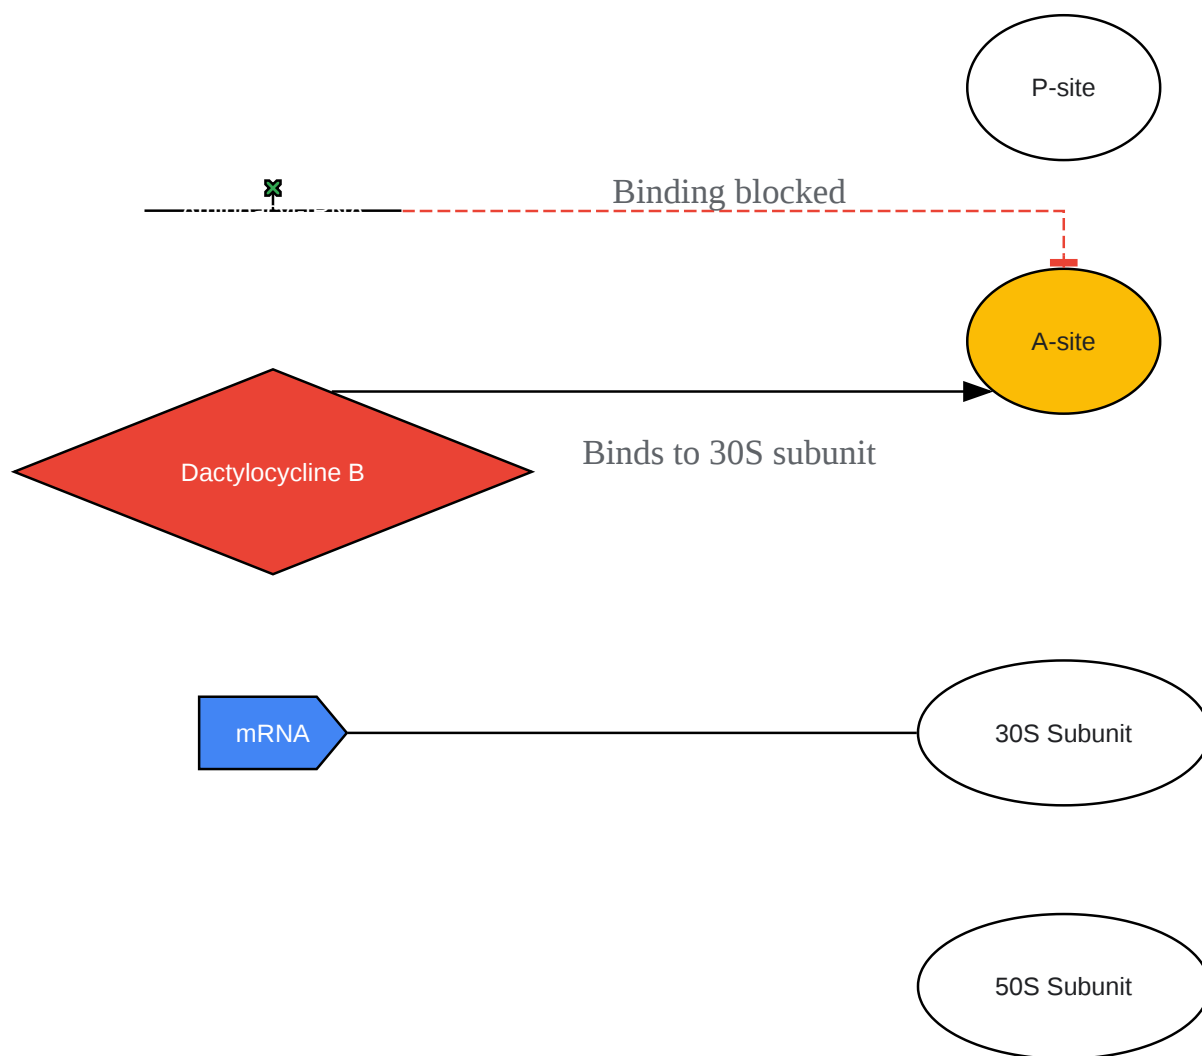 P-site
Binding blocked
A-site
Binds to 30S subunit
Dactylocycline B
mRNA
30S Subunit
50S Subunit